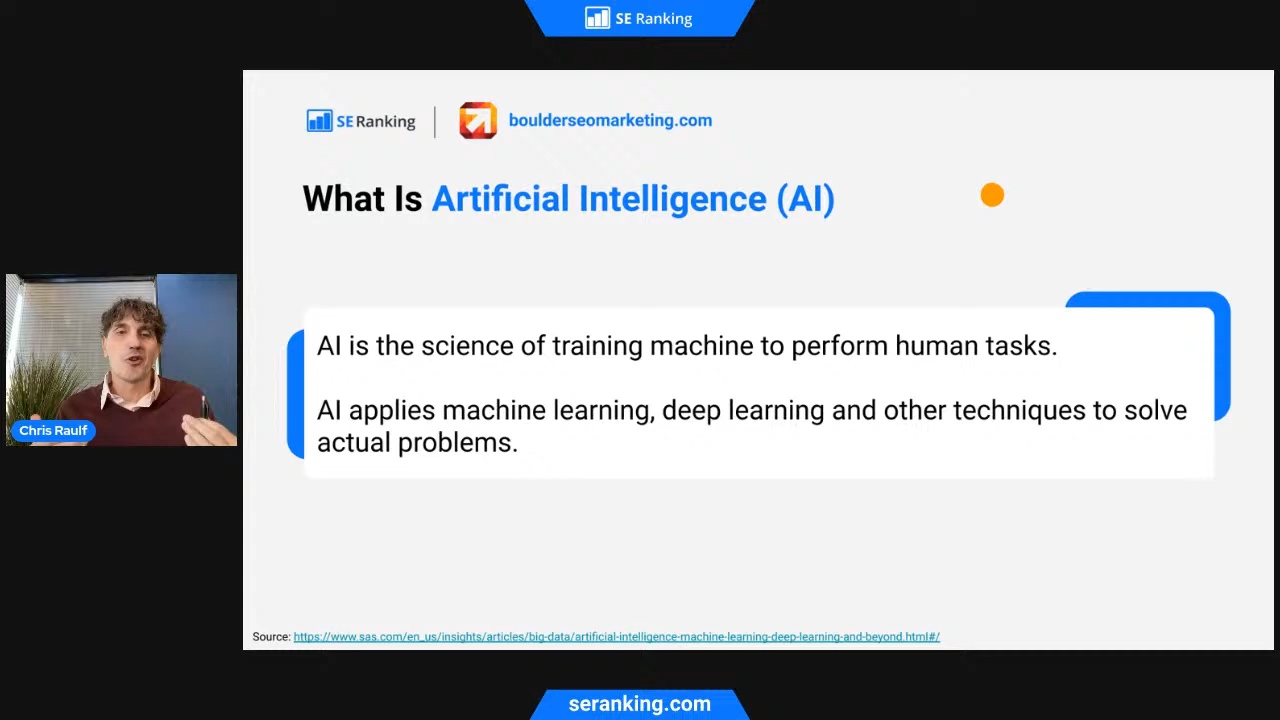 SE Ranking
SE Ranking
boulderseomarketing.com
What Is Artificial Intelligence (AI)
AI is the science of training machine to perform human tasks.
AI applies machine learning, deep learning and other techniques to solve
actual problems.
Chris Raulf
Source: https://www.sas.com/en_us/insights/articles/big-data/artificial-intelligence-machine-learning-deep-learning-and-beyond.html#/
seranking.com